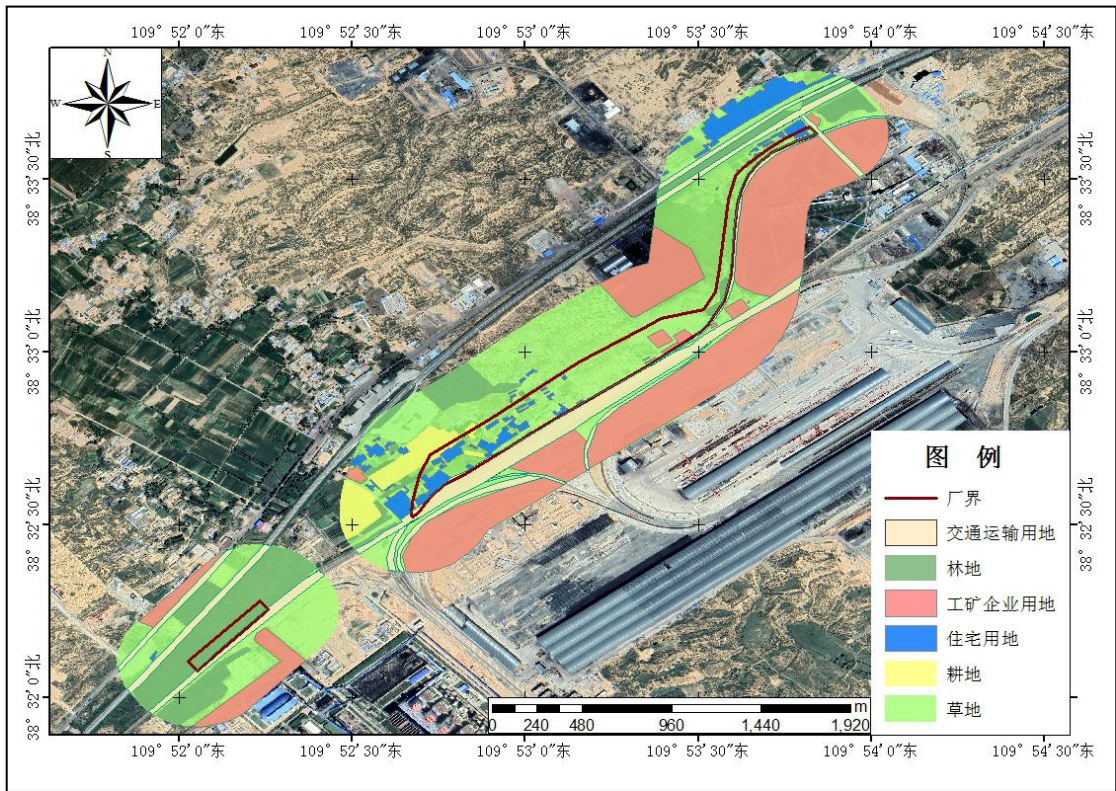 109° 52′ 0″东 109° 52′ 30″东 109° 53′ 0″东 109° 53′ 30″东 109° 54′ 0″东 109° 54′ 30″东
N
W E
S
38° 33′ 30″北
38° 33′ 30″北
38° 33′ 0″北
38° 33′ 0″北
38° 32′ 30″北
38° 32′ 30″北
38° 32′ 0″北
38° 32′ 0″北
图 例
厂界
交通运输用地
林地
工矿企业用地
住宅用地
耕地
草地
m
0 240 480 960 1,440 1,920
109° 52′ 0″东 109° 52′ 30″东 109° 53′ 0″东 109° 53′ 30″东 109° 54′ 0″东 109° 54′ 30″东